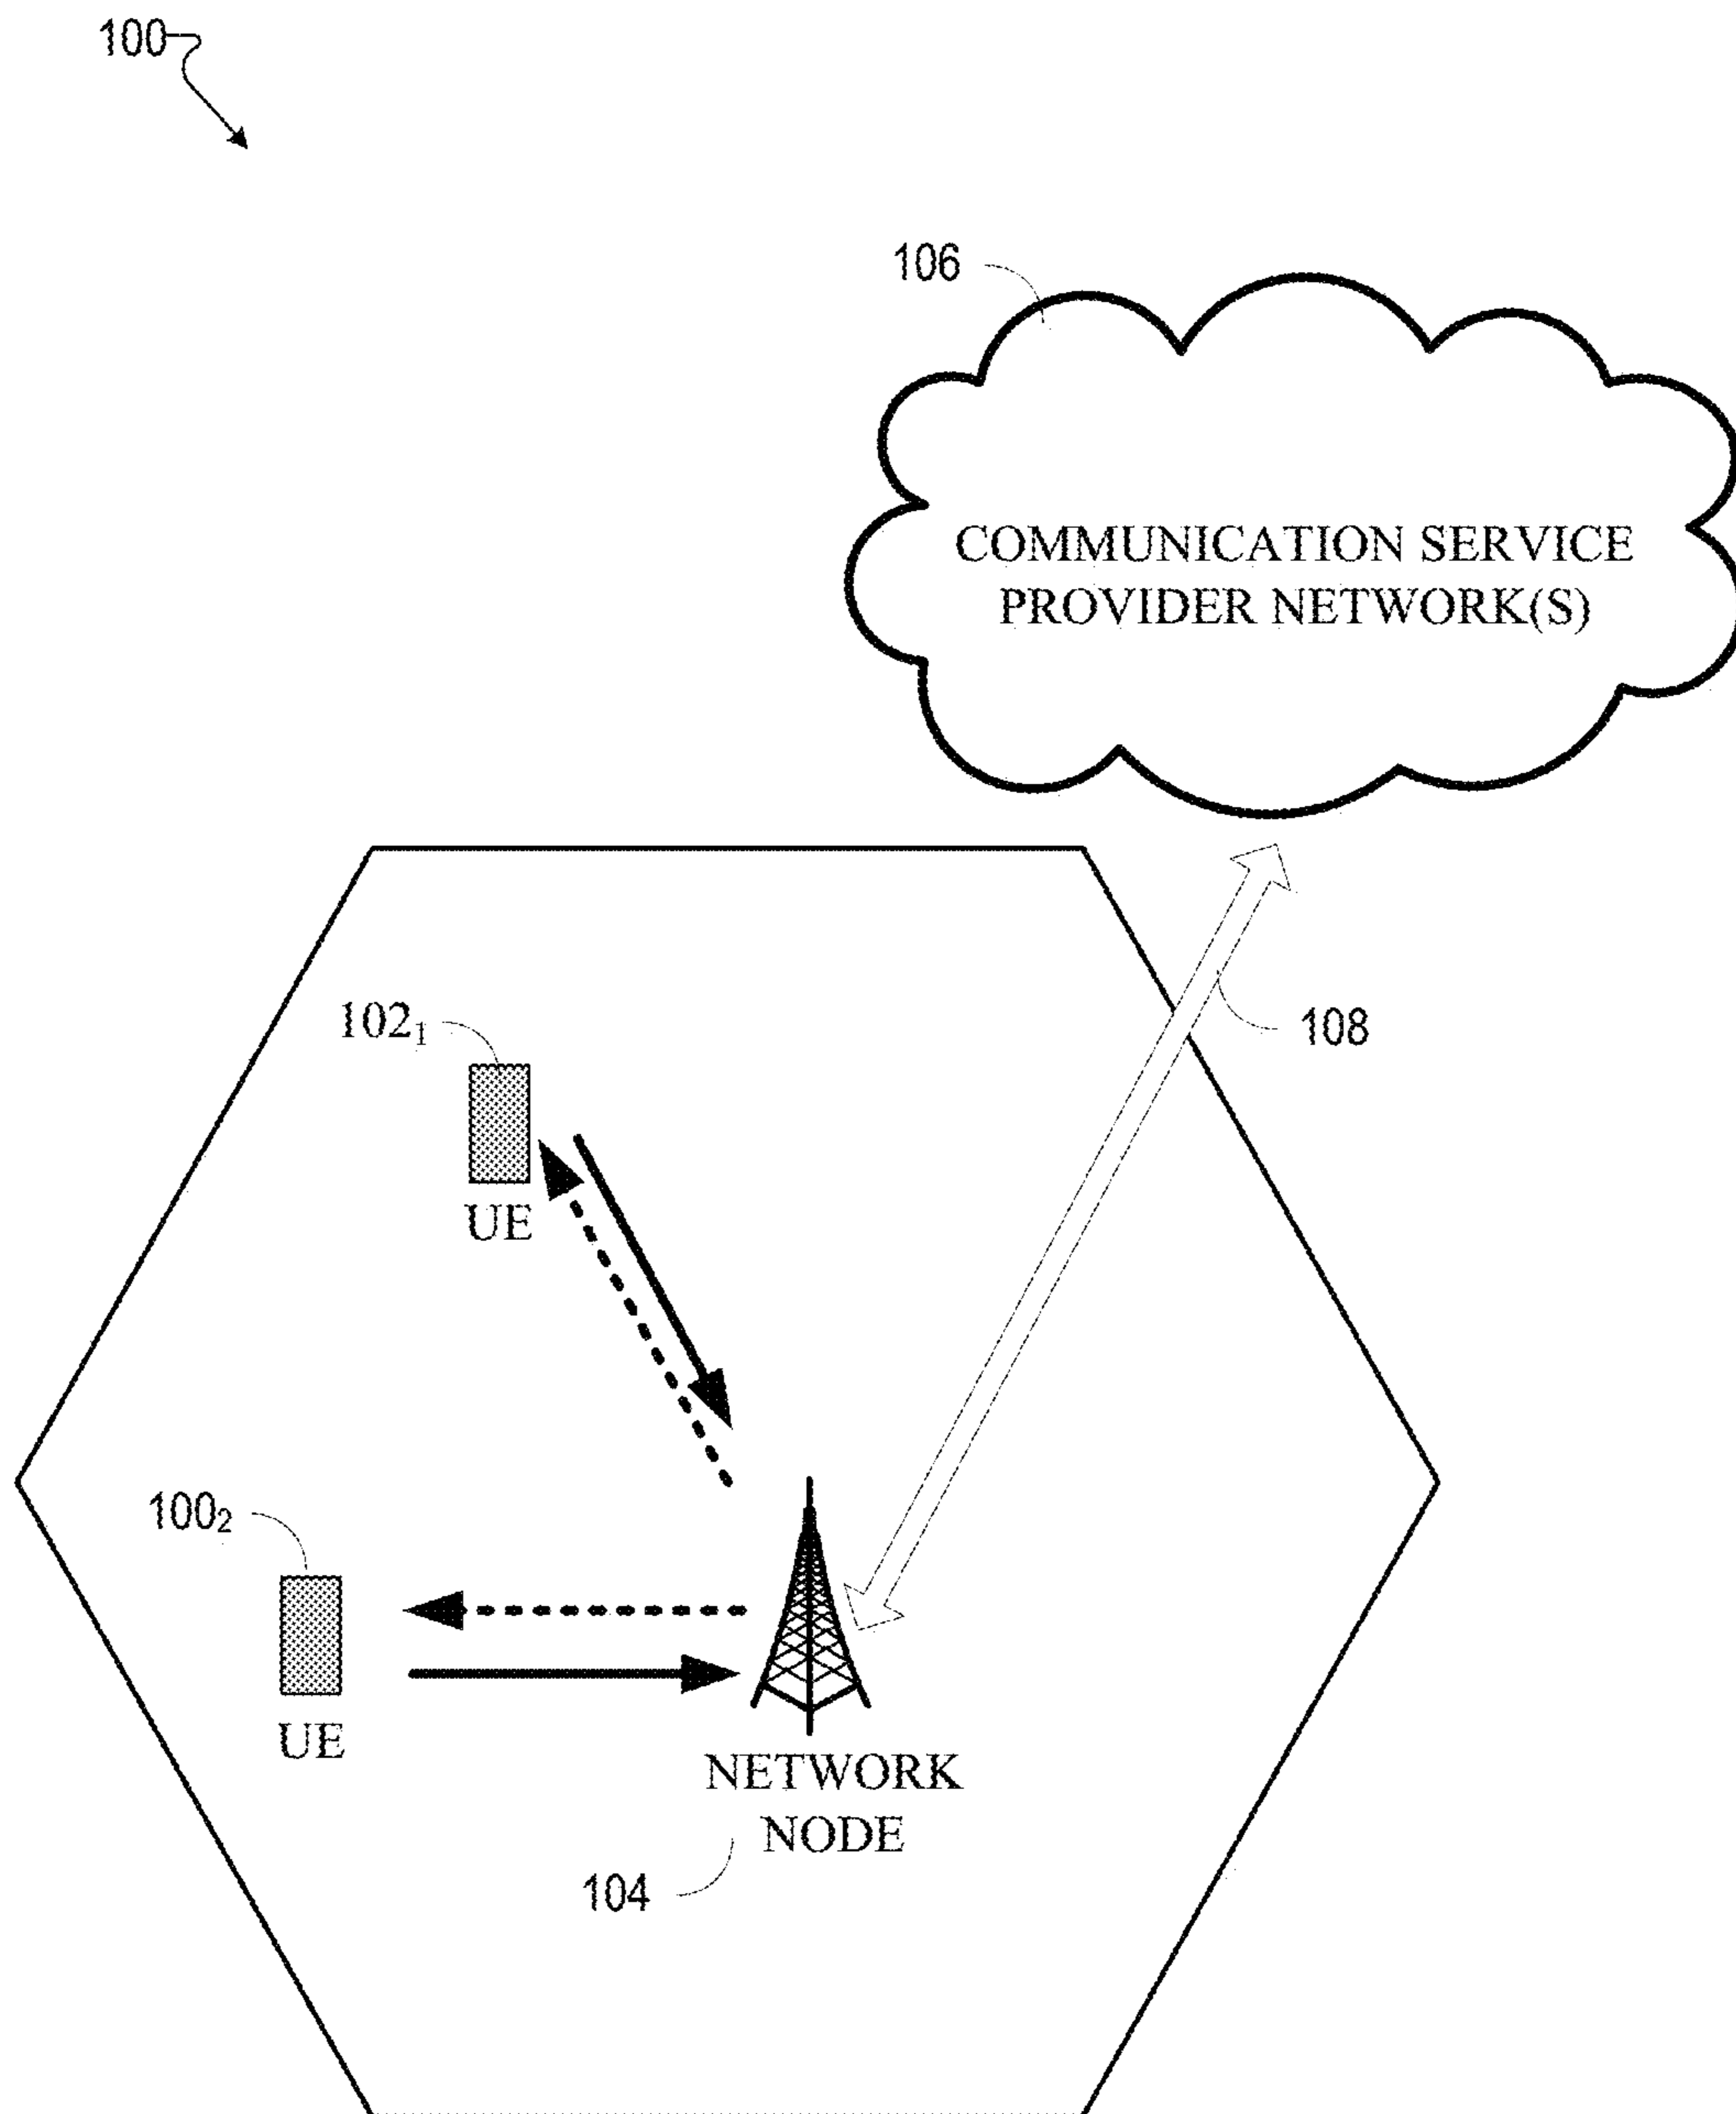 100
106
COMMUNICATION SERVICE
PROVIDER NETWORK(S)
102₁
108
UE
100₂
UE
NETWORK
NODE
104